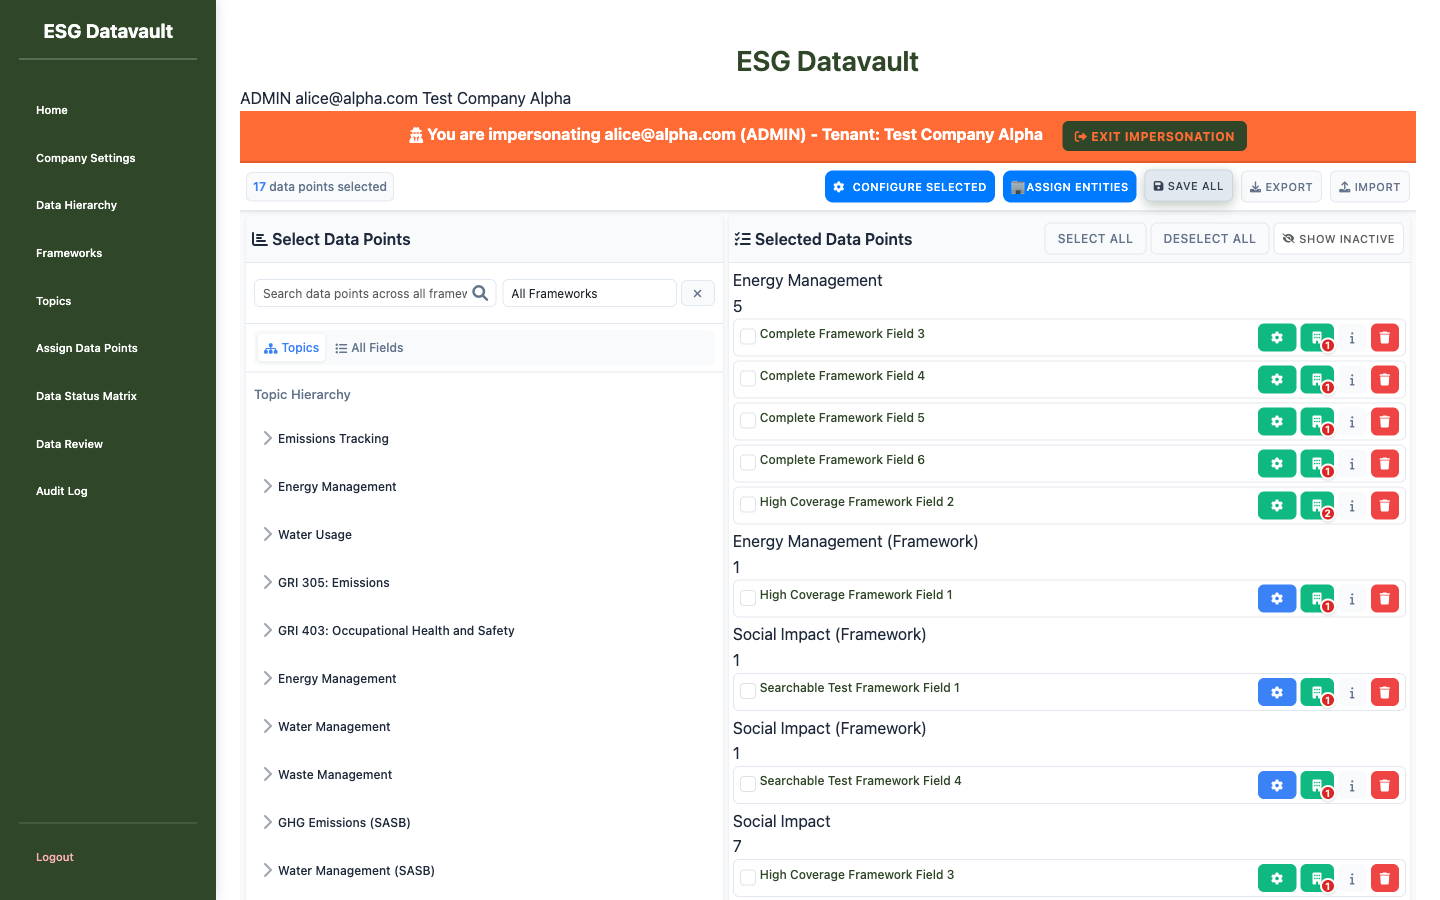 ESG Datavault
Home
Company Settings
Data Hierarchy
Frameworks
Topics
Assign Data Points
Data Status Matrix
Data Review
Audit Log
Logout
ESG Datavault
ADMIN alice@alpha.com Test Company Alpha
You are impersonating alice@alpha.com (ADMIN) - Tenant: Test Company Alpha
EXIT IMPERSONATION
17 data points selected
CONFIGURE SELECTED
ASSIGN ENTITIES
SAVE ALL
EXPORT
IMPORT
Select Data Points
Search data points across all framew
All Frameworks
Topics
All Fields
Topic Hierarchy
Emissions Tracking
Energy Management
Water Usage
GRI 305: Emissions
GRI 403: Occupational Health and Safety
Energy Management
Water Management
Waste Management
GHG Emissions (SASB)
Water Management (SASB)
Selected Data Points
SELECT ALL
DESELECT ALL
SHOW INACTIVE
Energy Management
5
Complete Framework Field 3
1
Complete Framework Field 4
1
Complete Framework Field 5
1
Complete Framework Field 6
1
High Coverage Framework Field 2
2
Energy Management (Framework)
1
High Coverage Framework Field 1
1
Social Impact (Framework)
1
Searchable Test Framework Field 1
1
Social Impact (Framework)
1
Searchable Test Framework Field 4
1
Social Impact
7
High Coverage Framework Field 3
1